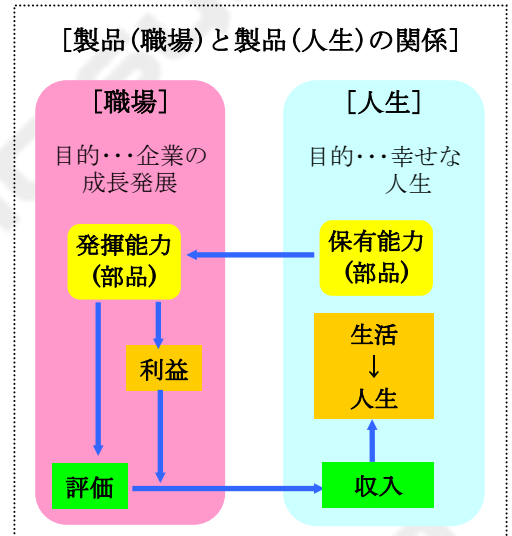 ［製品(職場)と製品(人生)の関係］
［職場］
目的・・・企業の
成長発展
発揮能力
(部品)
利益
評価
［人生］
目的・・・幸せな
人生
保有能力
(部品)
生活
↓
人生
収入